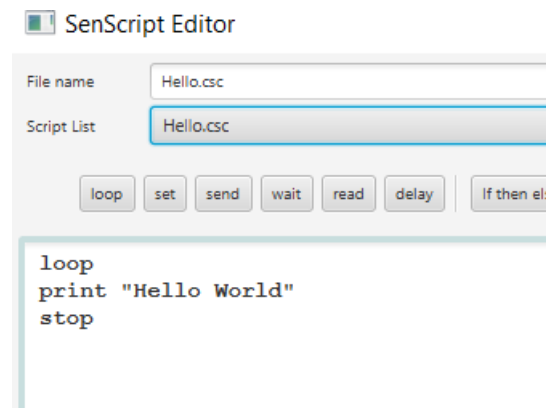 SenScript Editor
File name Hello.csc
Script List Hello.csc
loop set send wait read delay If then els
loop
print "Hello World"
stop